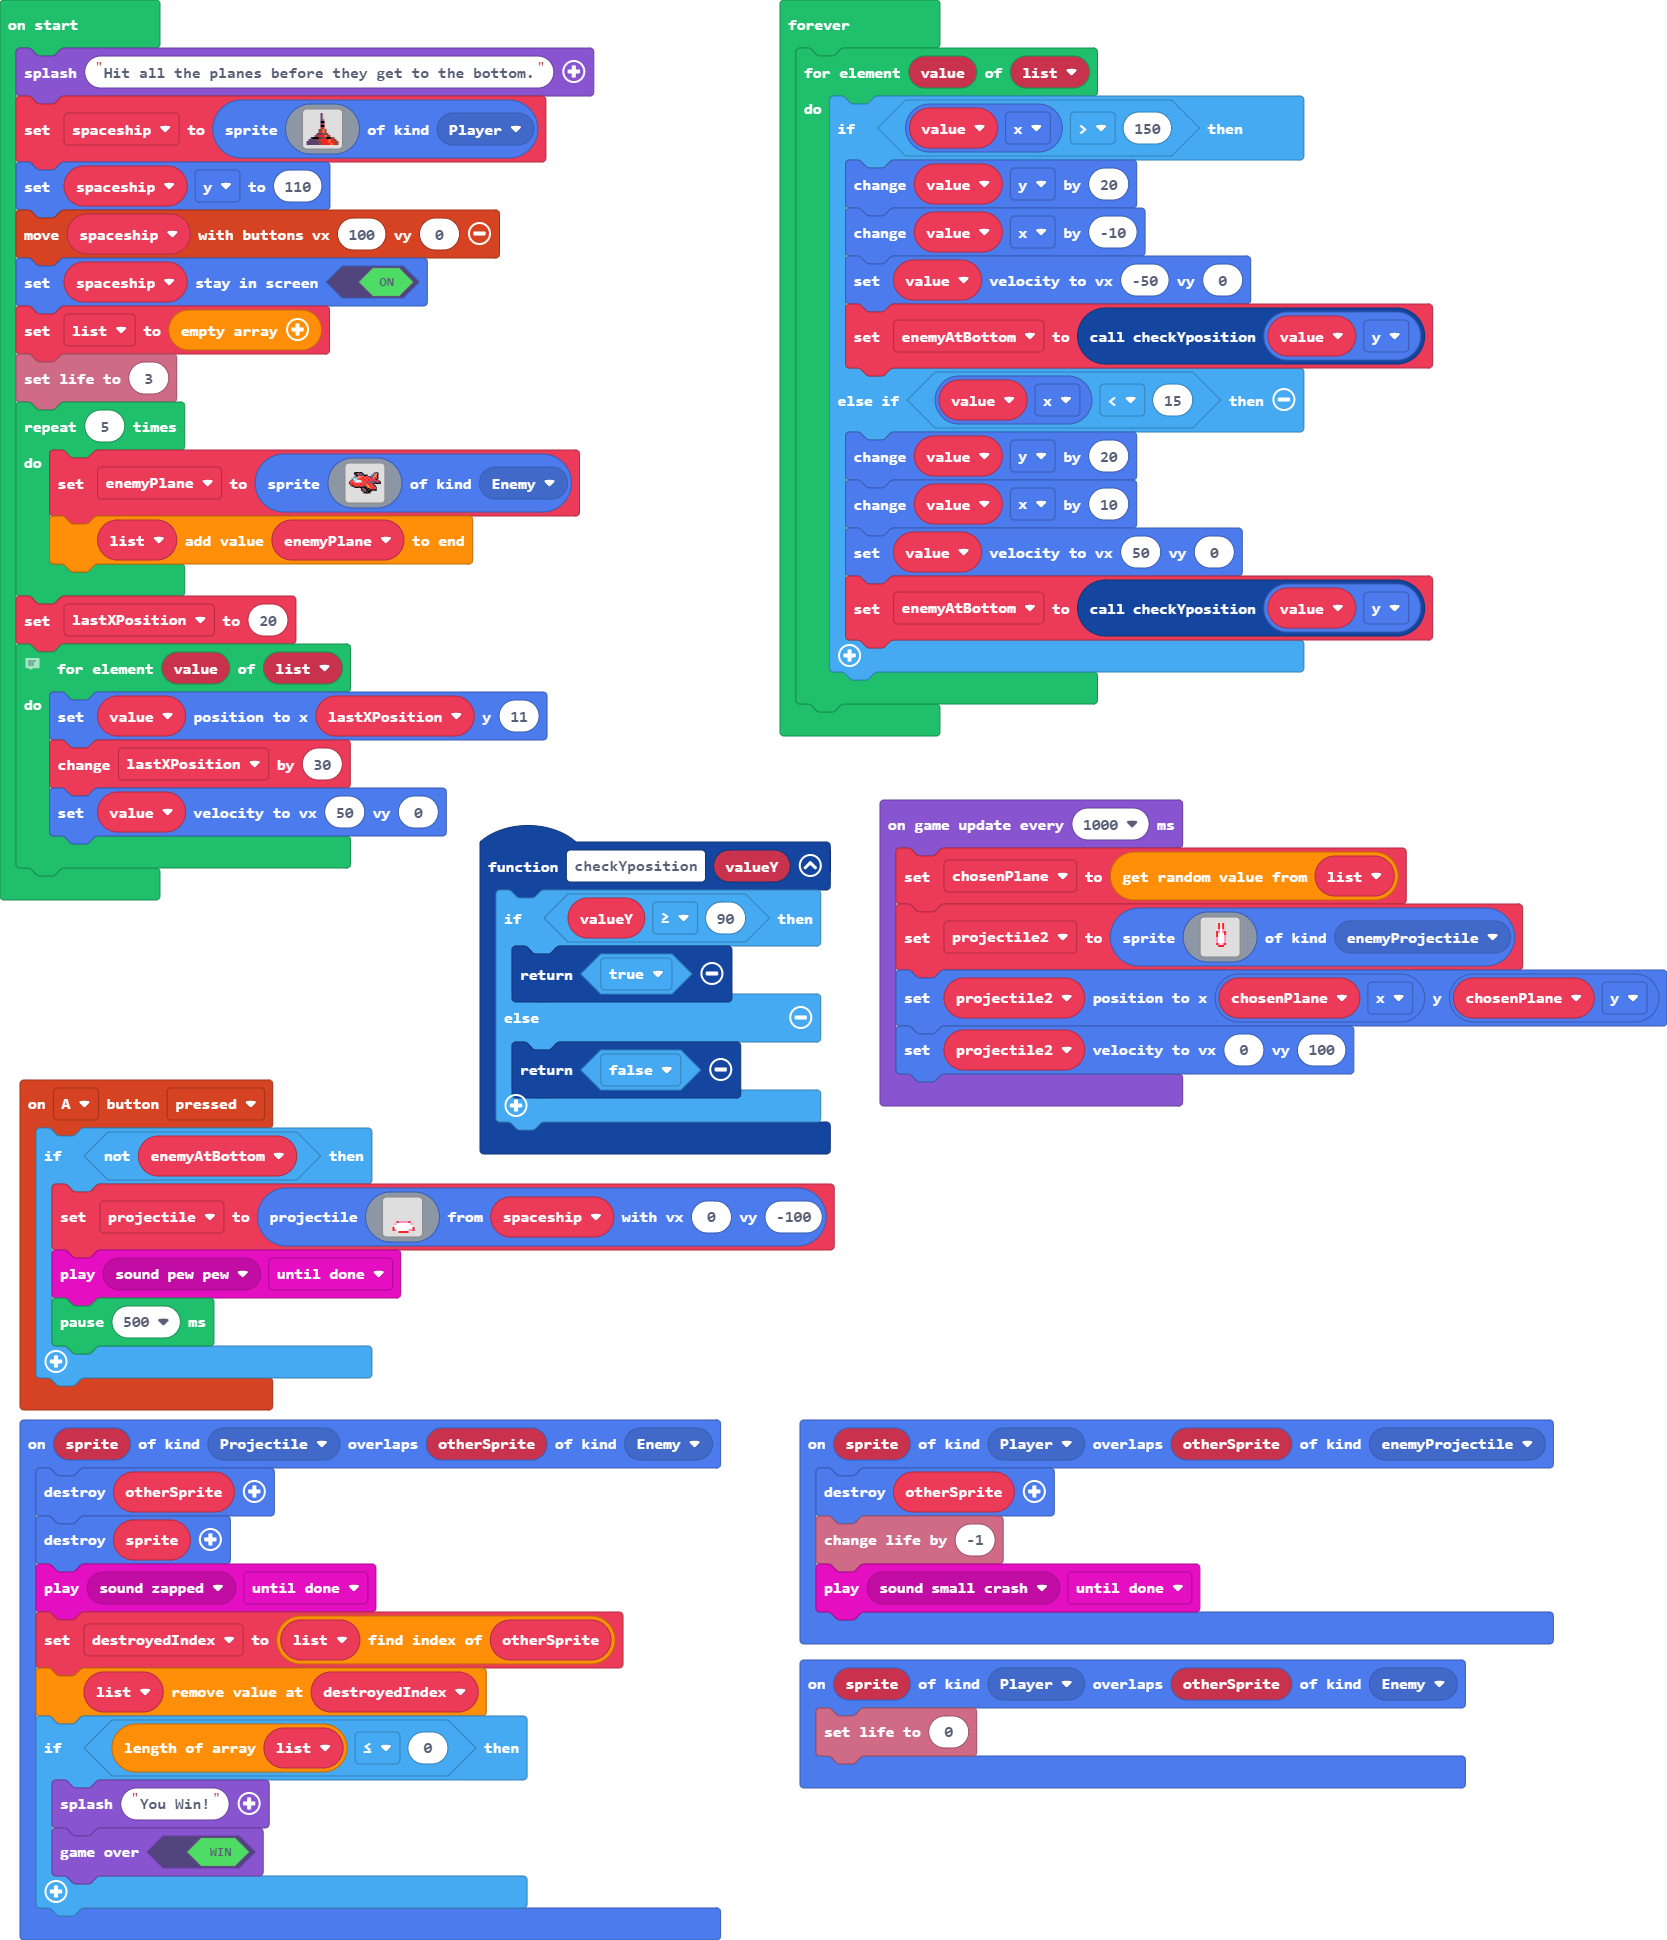 on start
splash "Hit all the planes before they get to the bottom."
set spaceship to sprite of kind Player
set spaceship y to 110
move spaceship with buttons vx 100 vy 0
set spaceship stay in screen ON
set list to empty array
set life to 3
repeat 5 times
do
set enemyPlane to sprite of kind Enemy
list add value enemyPlane to end
set lastXPosition to 20
for element value of list
do
set value position to x lastXPosition y 11
change lastXPosition by 30
set value velocity to vx 50 vy 0
forever
for element value of list
do
if value x > 150 then
change value y by 20
change value x by -10
set value velocity to vx -50 vy 0
set enemyAtBottom to call checkYposition value y
else if value x < 15 then
change value y by 20
change value x by 10
set value velocity to vx 50 vy 0
set enemyAtBottom to call checkYposition value y
function checkYposition valueY
if valueY ≥ 90 then
return true
else
return false
on game update every 1000 ms
set chosenPlane to get random value from list
set projectile2 to sprite of kind enemyProjectile
set projectile2 position to x chosenPlane x y chosenPlane y
set projectile2 velocity to vx 0 vy 100
on A button pressed
if not enemyAtBottom then
set projectile to projectile from spaceship with vx 0 vy -100
play sound pew pew until done
pause 500 ms
on sprite of kind Projectile overlaps otherSprite of kind Enemy
destroy otherSprite
destroy sprite
play sound zapped until done
set destroyedIndex to list find index of otherSprite
list remove value at destroyedIndex
if length of array list ≤ 0 then
splash "You Win!"
game over WIN
on sprite of kind Player overlaps otherSprite of kind enemyProjectile
destroy otherSprite
change life by -1
play sound small crash until done
on sprite of kind Player overlaps otherSprite of kind Enemy
set life to 0